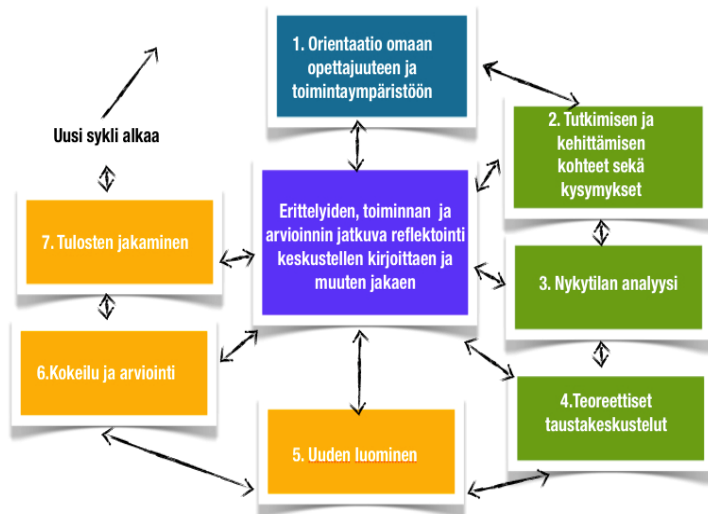 1. Orientaatio omaan
opettajuuteen ja
toimintaympäristöön
2. Tutkimisen ja
kehittämisen
kohteet sekä
kysymykset
3. Nykytilan analyysi
4.Teoreettiset
taustakeskustelut
5. Uuden luominen
6.Kokeilu ja arviointi
7. Tulosten jakaminen
Uusi sykli alkaa
Erittelyiden, toiminnan ja
arvioinnin jatkuva reflektointi
keskustellen kirjoittaen ja
muuten jakaen